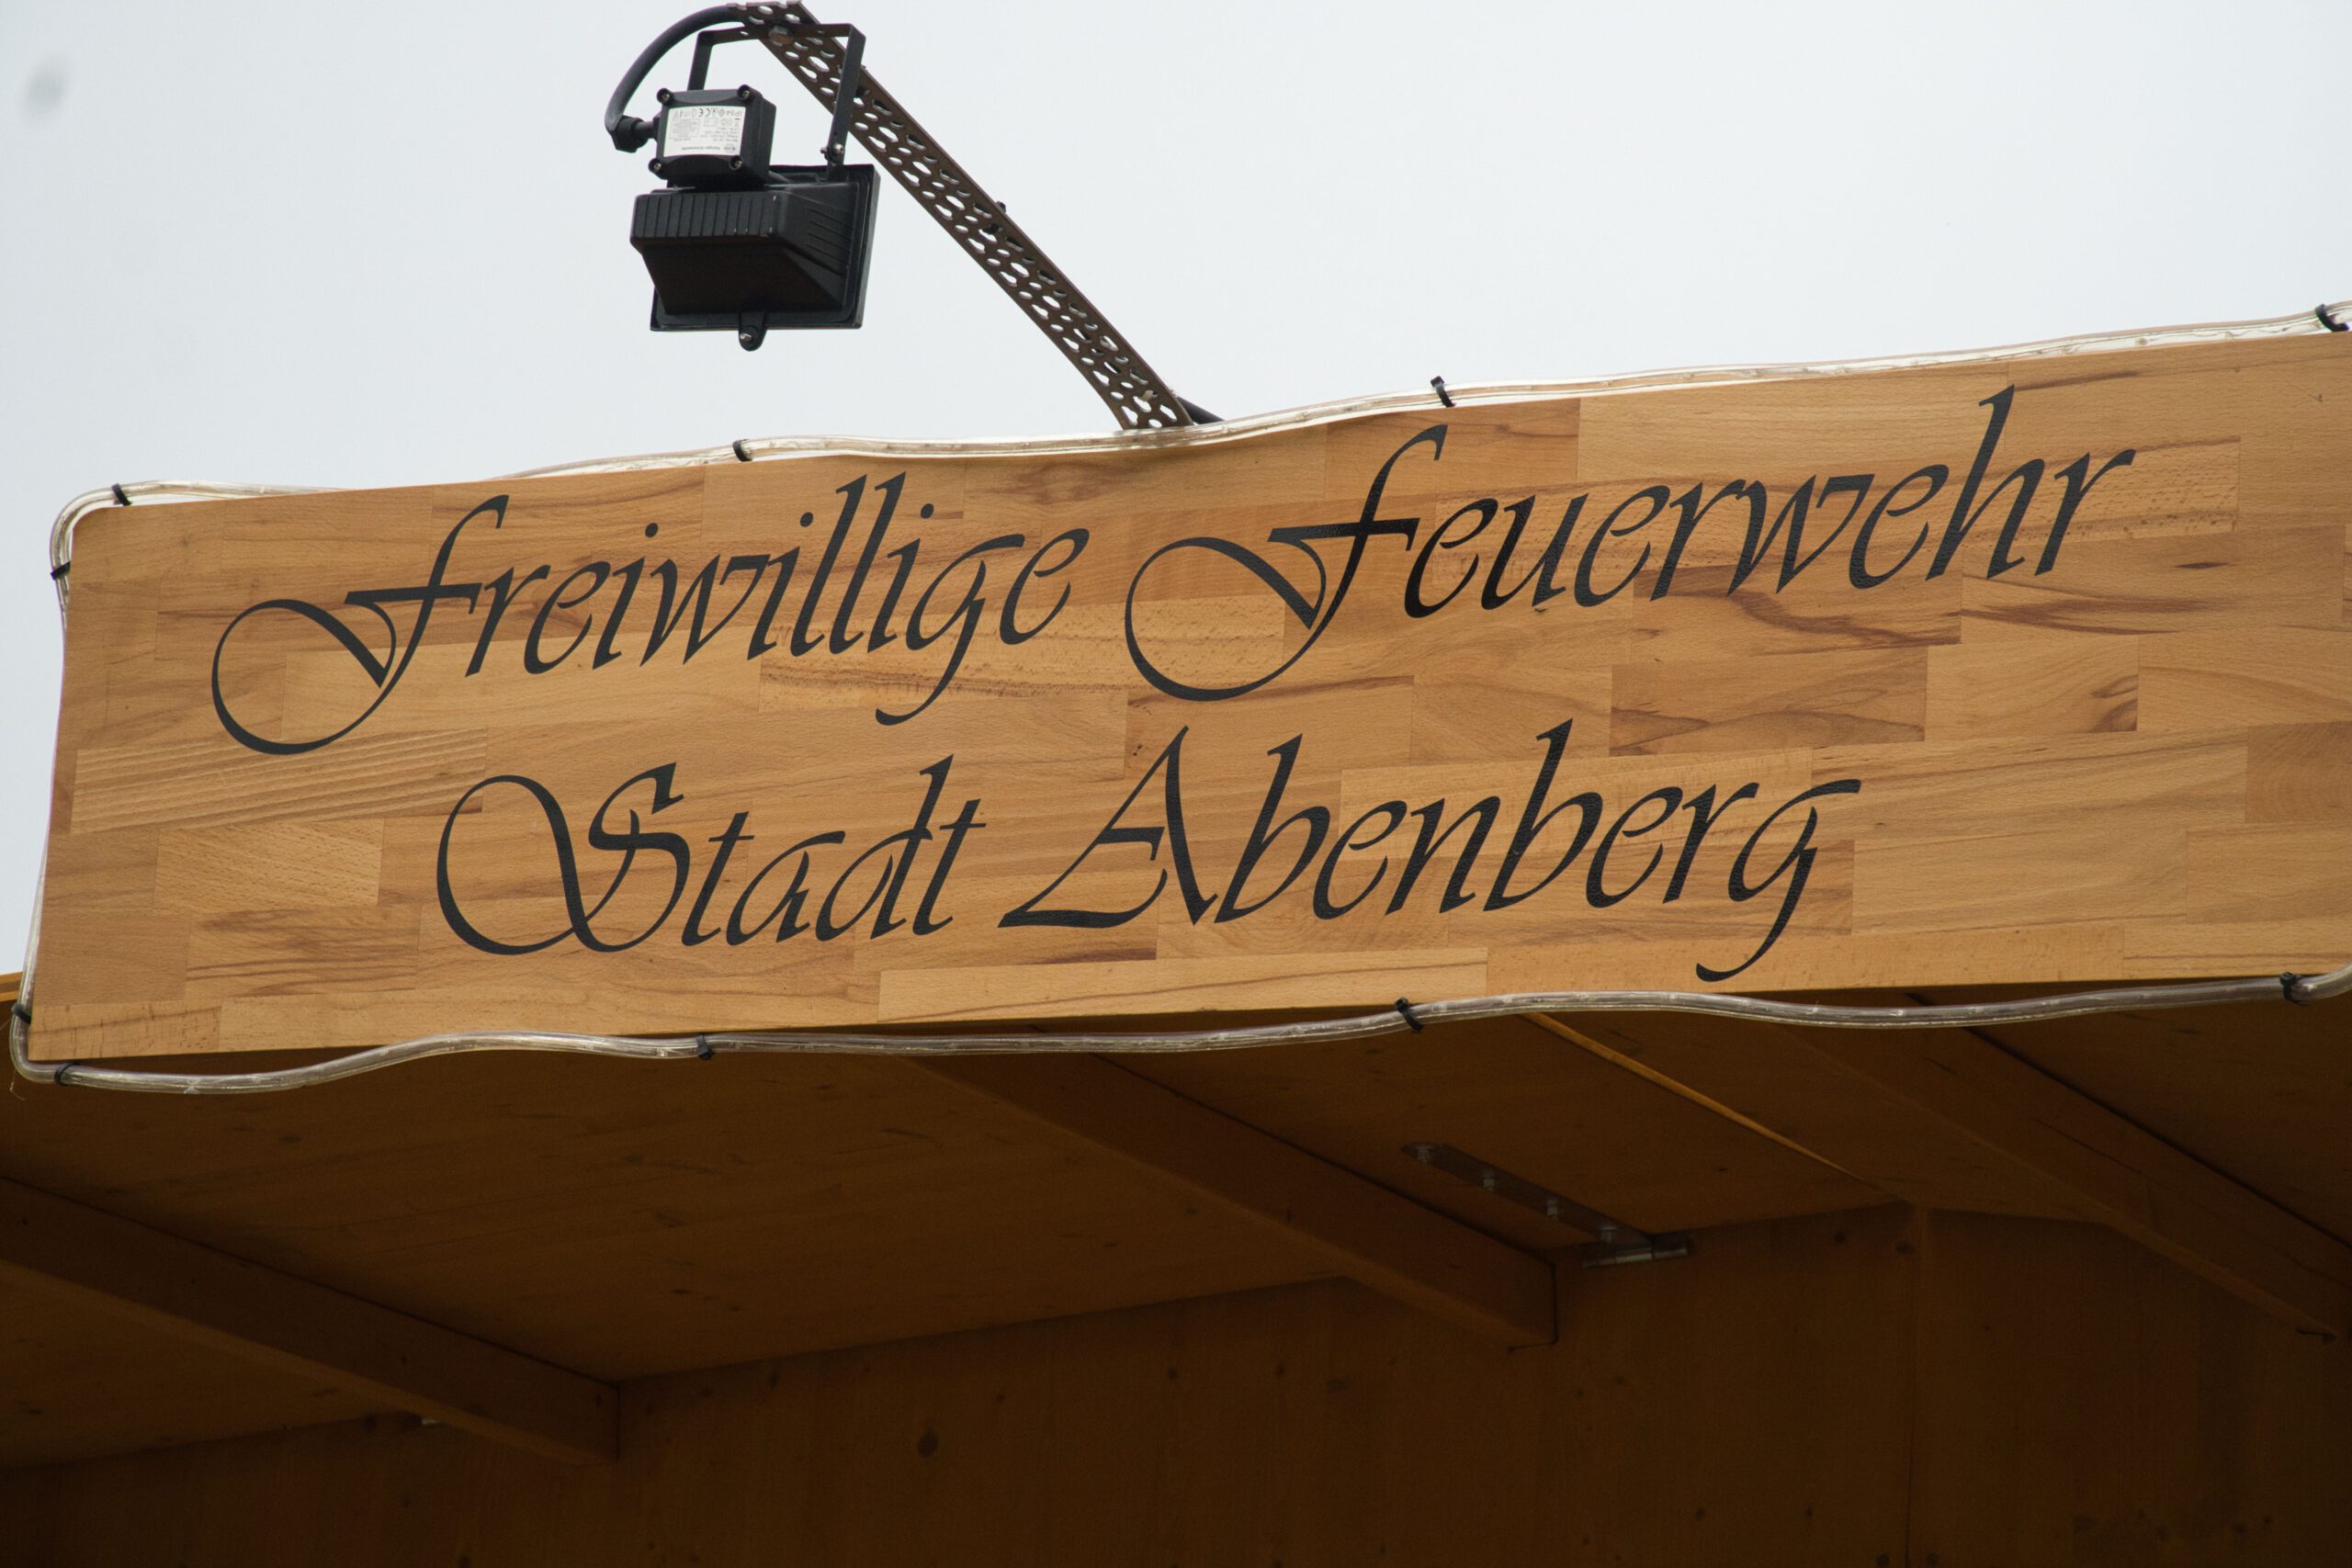 Freiwillige Feuerwehr
Stadt Abenberg